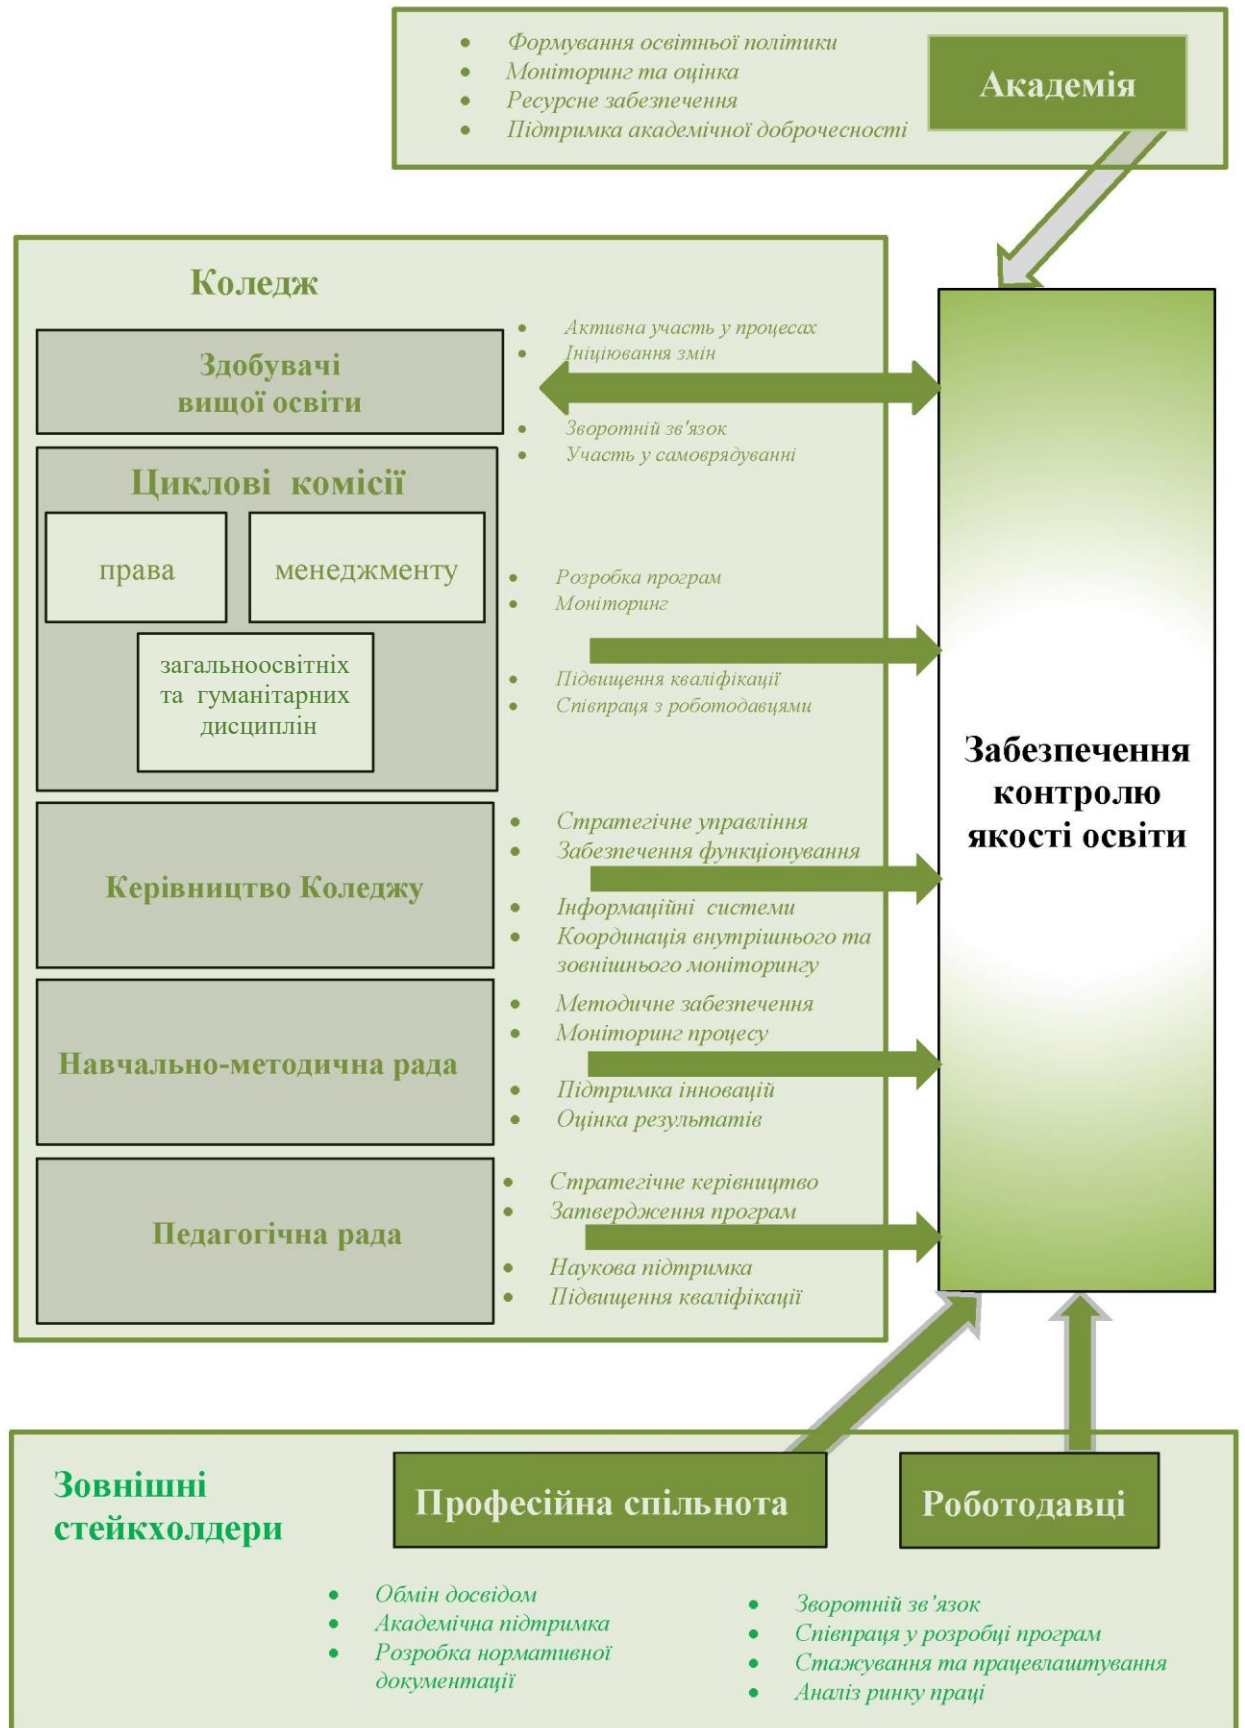 • Формування освітньої політики
• Моніторинг та оцінка
• Ресурсне забезпечення
• Підтримка академічної доброчесності
Академія
Коледж
Здобувачі
вищої освіти
• Активна участь у процесах
• Ініціювання змін
• Зворотній зв'язок
• Участь у самоврядуванні
Циклові комісії
права
менеджменту
загальноосвітніх
та гуманітарних
дисциплін
• Розробка програм
• Моніторинг
• Підвищення кваліфікації
• Співпраця з роботодавцями
Керівництво Коледжу
• Стратегічне управління
• Забезпечення функціонування
• Інформаційні системи
• Координація внутрішнього та
зовнішнього моніторингу
Навчально-методична рада
• Методичне забезпечення
• Моніторинг процесу
• Підтримка інновацій
• Оцінка результатів
Педагогічна рада
• Стратегічне керівництво
• Затвердження програм
• Наукова підтримка
• Підвищення кваліфікації
Забезпечення
контролю
якості освіти
Зовнішні
стейкхолдери
Професійна спільнота
• Обмін досвідом
• Академічна підтримка
• Розробка нормативної
документації
Роботодавці
• Зворотній зв’язок
• Співпраця у розробці програм
• Стажування та працевлаштування
• Аналіз ринку праці